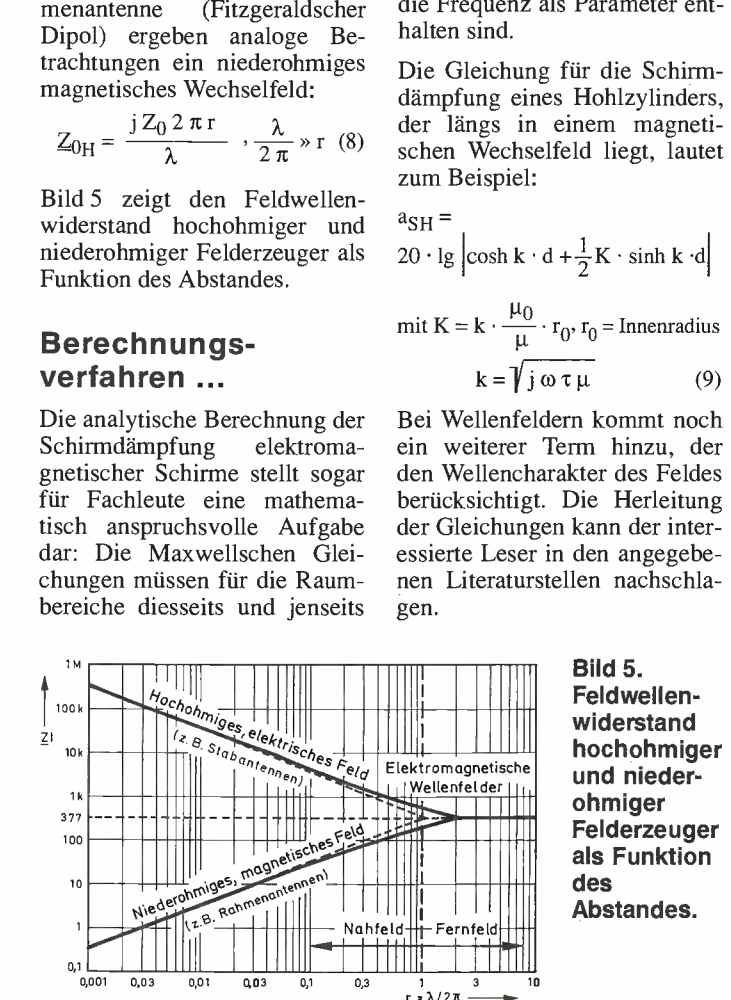 menantenne (Fitzgeraldscher
Dipol) ergeben analoge Be-
trachtungen ein niederohmiges
magnetisches Wechselfeld:
Z0H = j Z0 2 π r / λ , λ / 2 π » r (8)
Bild 5 zeigt den Feldwellen-
widerstand hochohmiger und
niederohmiger Felderzeuger als
Funktion des Abstandes.
Berechnungs-
verfahren ...
Die analytische Berechnung der
Schirmdämpfung elektroma-
gnetischer Schirme stellt sogar
für Fachleute eine mathema-
tisch anspruchsvolle Aufgabe
dar: Die Maxwellschen Glei-
chungen müssen für die Raum-
bereiche diesseits und jenseits
die Frequenz als Parameter ent-
halten sind.
Die Gleichung für die Schirm-
dämpfung eines Hohlzylinders,
der längs in einem magneti-
schen Wechselfeld liegt, lautet
zum Beispiel:
aSH =
20 · lg |cosh k · d + 1/2 K · sinh k · d|
mit K = k · μ0/μ · r0, r0 = Innenradius
k = √j ω τ μ (9)
Bei Wellenfeldern kommt noch
ein weiterer Term hinzu, der
den Wellencharakter des Feldes
berücksichtigt. Die Herleitung
der Gleichungen kann der inter-
essierte Leser in den angegebe-
nen Literaturstellen nachschla-
gen.
1M
100k
Z!
10k
1k
377
100
10
1
0,1
Hochohmiges, elektrisches Feld
(z.B. Stabantennen)
Elektromagnetische
Wellenfelder
Niederohmiges, magnetisches Feld
(z.B. Rahmenantennen)
Nahfeld Fernfeld
0,001 0,03 0,01 0,03 0,1 0,3 1 3 10
r = λ/2π
Bild 5.
Feldwellen-
widerstand
hochohmiger
und nieder-
ohmiger
Felderzeuger
als Funktion
des
Abstandes.